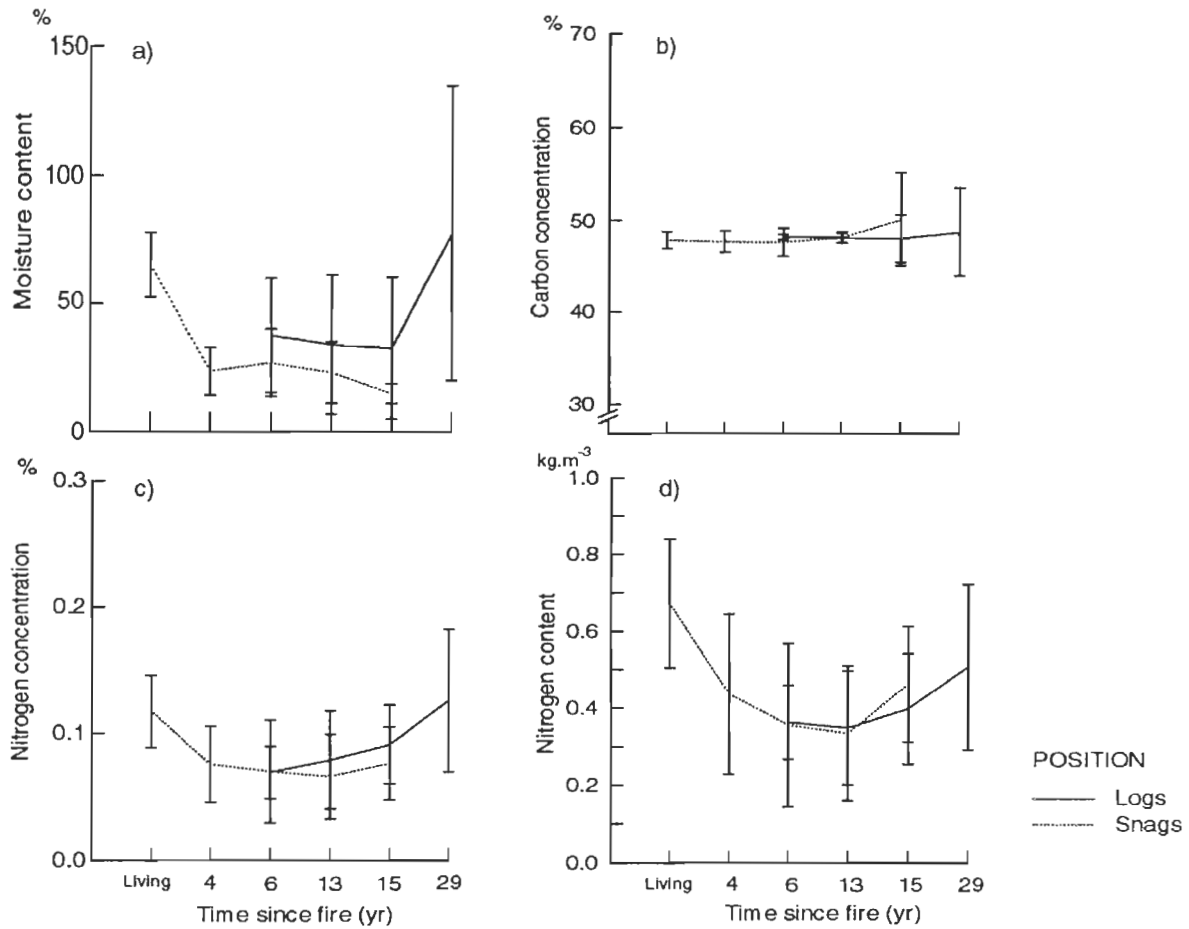 %
a)
150
100
50
0
Moisture content
%
b)
70
60
50
40
30
Carbon concentration
%
c)
0.3
0.2
0.1
0.0
Nitrogen concentration
Living 4 6 13 15 29
Time since fire (yr)
kg.m⁻³
d)
1.0
0.8
0.6
0.4
0.2
0.0
Nitrogen content
Living 4 6 13 15 29
Time since fire (yr)
POSITION
Logs
Snags